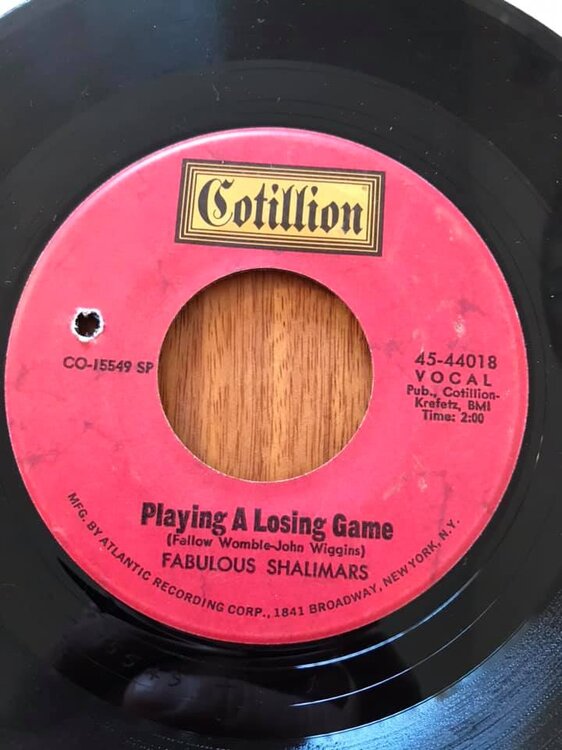 Cotillion
CO-15549 SP
45-44018
VOCAL
Pub., Cotillion-
Krefetz, BMI
Time: 2:00
Playing A Losing Game
(Fallow Womble-John Wiggins)
FABULOUS SHALIMARS
MFG. BY ATLANTIC RECORDING CORP., 1841 BROADWAY, NEW YORK, N.Y.